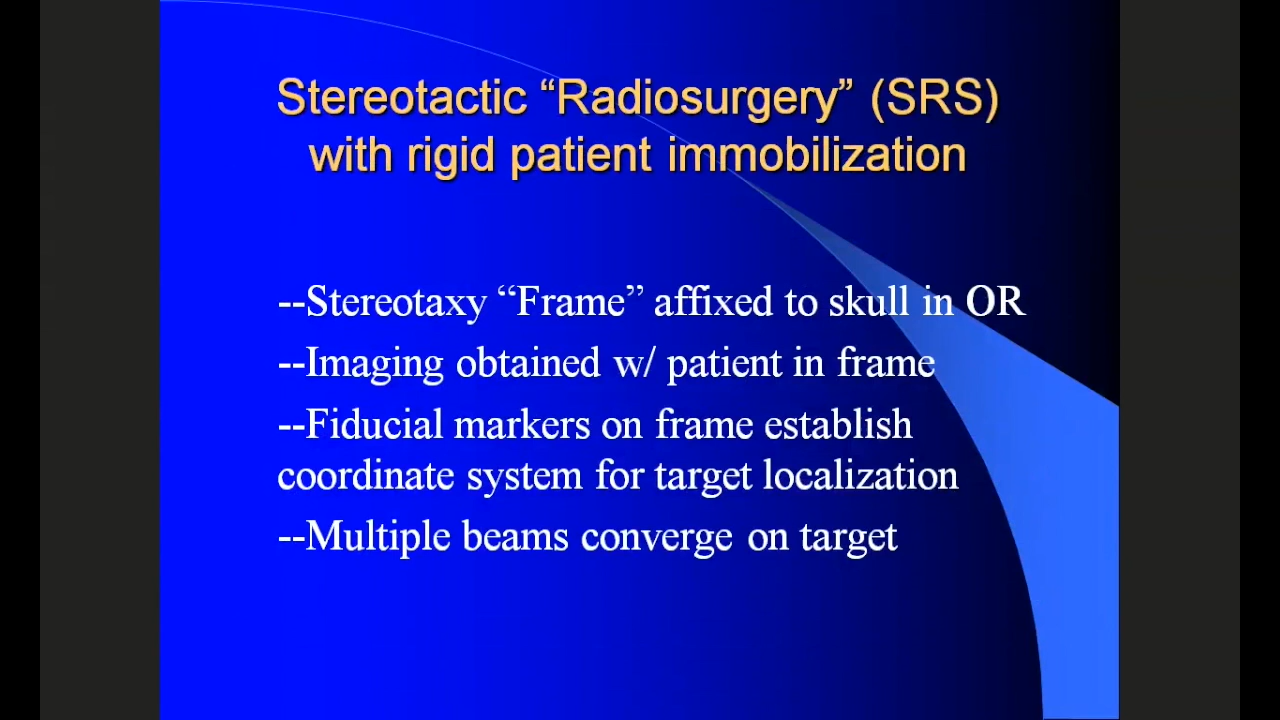 Stereotactic “Radiosurgery” (SRS)
with rigid patient immobilization
--Stereotaxy “Frame” affixed to skull in OR
--Imaging obtained w/ patient in frame
--Fiducial markers on frame establish
coordinate system for target localization
--Multiple beams converge on target